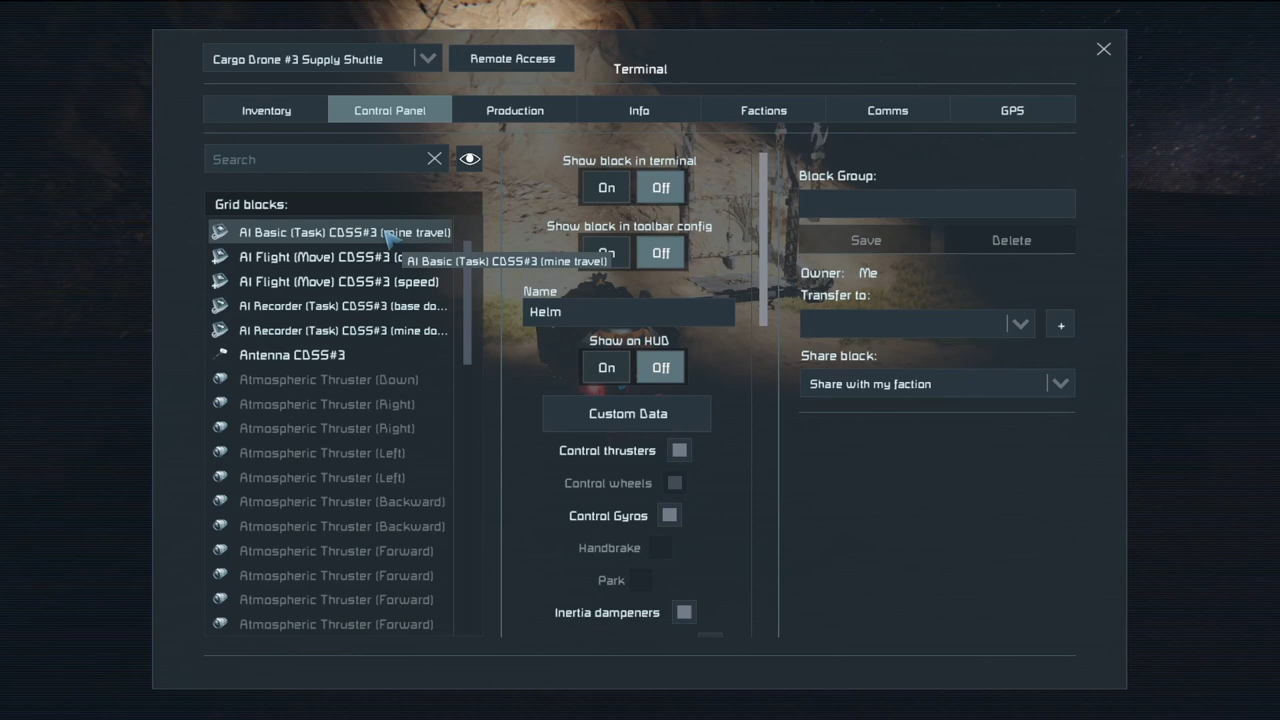 Cargo Drone #3 Supply Shuttle
Remote Access
Terminal
Inventory
Control Panel
Production
Info
Factions
Comms
GPS
Search
Grid blocks:
AI Basic (Task) CDSS#3 (mine travel)
AI Flight (Move) CDSS#3 (
AI Basic (Task) CDSS#3 (mine travel)
AI Flight (Move) CDSS#3 (speed)
AI Recorder (Task) CDSS#3 (base do...
AI Recorder (Task) CDSS#3 (mine do...
Antenna CDSS#3
Atmospheric Thruster (Down)
Atmospheric Thruster (Right)
Atmospheric Thruster (Right)
Atmospheric Thruster (Left)
Atmospheric Thruster (Left)
Atmospheric Thruster (Backward)
Atmospheric Thruster (Backward)
Atmospheric Thruster (Forward)
Atmospheric Thruster (Forward)
Atmospheric Thruster (Forward)
Atmospheric Thruster (Forward)
Show block in terminal
On
Off
Show block in toolbar config
On
Off
Name
Helm
Show on HUD
On
Off
Custom Data
Control thrusters
Control wheels
Control Gyros
Handbrake
Park
Inertia dampeners
Block Group:
Save
Delete
Owner: Me
Transfer to:
+
Share block:
Share with my faction